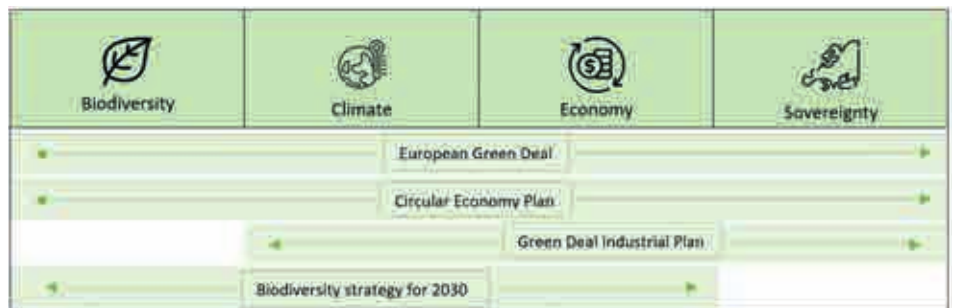 Biodiversity
Climate
Economy
Sovereignty
European Green Deal
Circular Economy Plan
Green Deal Industrial Plan
Biodiversity strategy for 2030